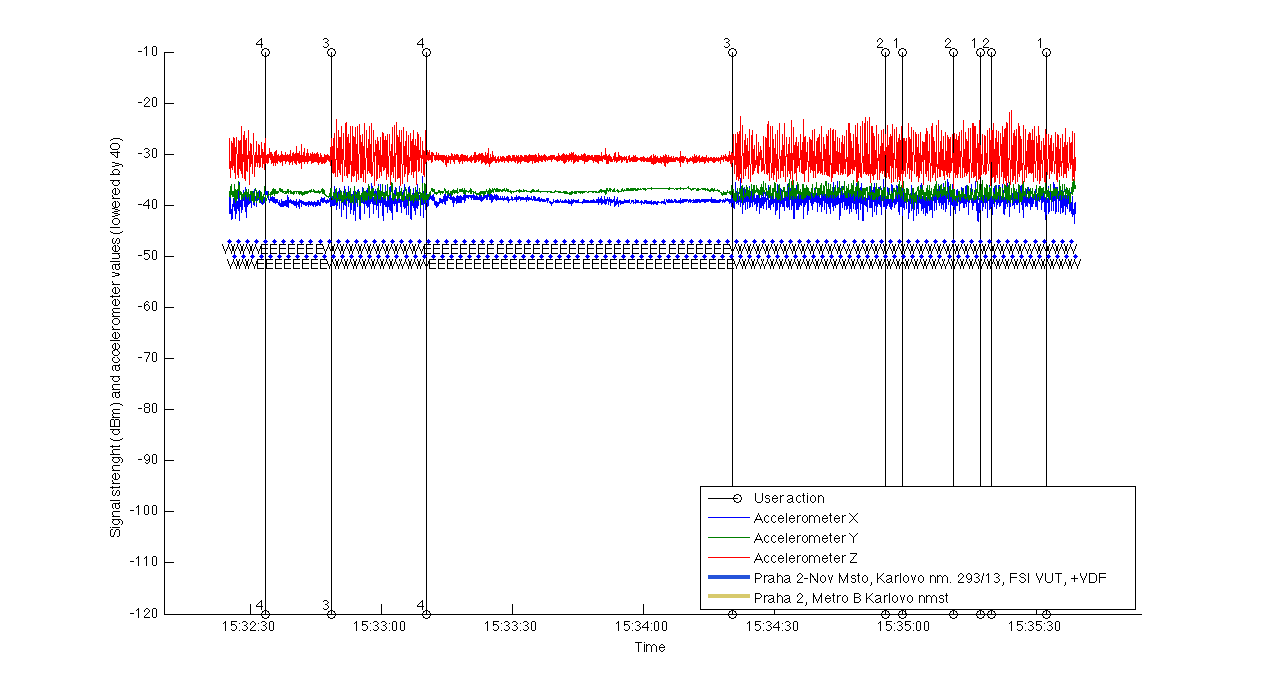 4 3 4 3 2 1 2 1 2 1
-10
-20
-30
-40
-50
-60
-70
-80
-90
-100
-110
-120
Signal strenght (dBm) and accelerometer values (lowered by 40)
User action
Accelerometer X
Accelerometer Y
Accelerometer Z
Praha 2-Nov Msto, Karlovo nm. 293/13, FSI VUT, +VDF
Praha 2, Metro B Karlovo nmst
4 3 4
15:32:30 15:33:00 15:33:30 15:34:00 15:34:30 15:35:00 15:35:30
Time